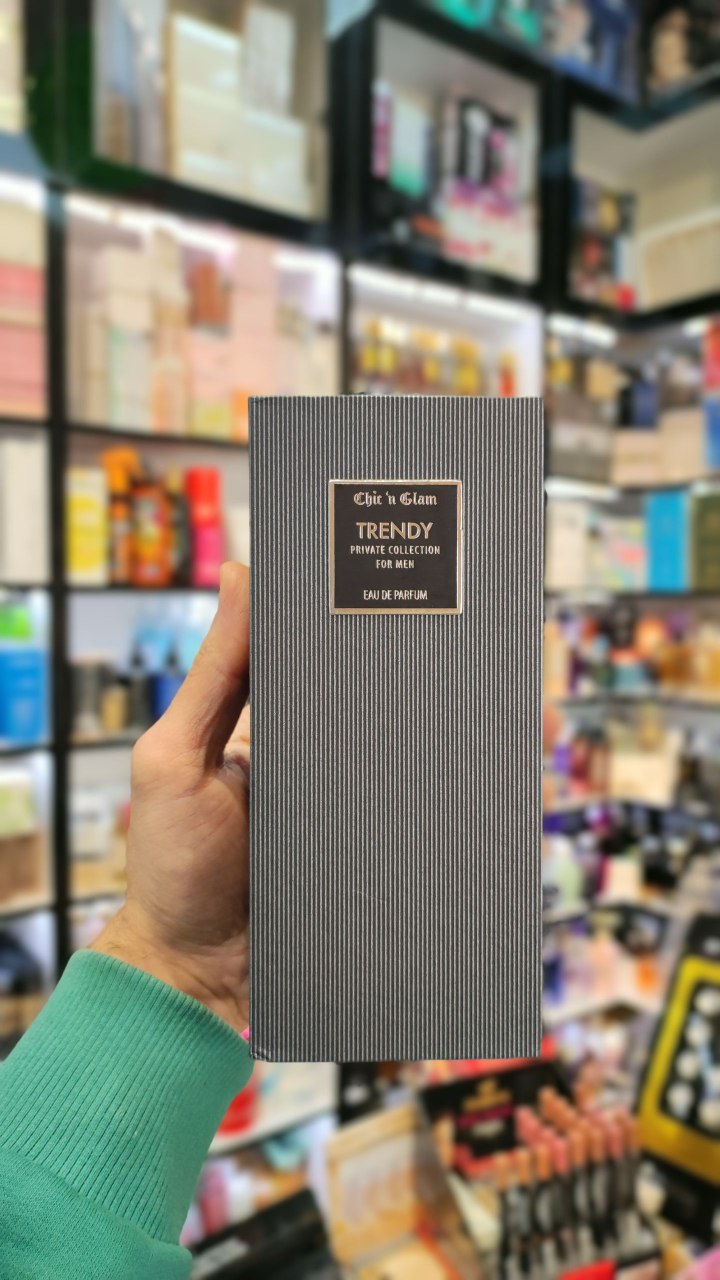 Chic 'n Glam
TRENDY
PRIVATE COLLECTION
FOR MEN
EAU DE PARFUM